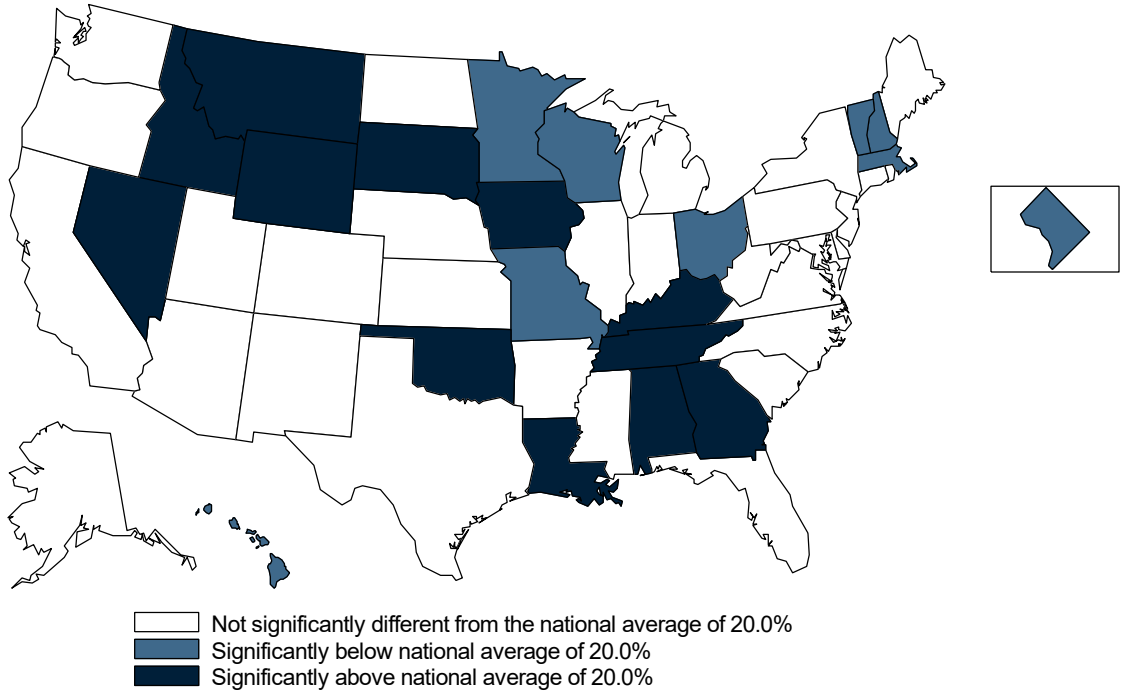 Not significantly different from the national average of 20.0%
Significantly below national average of 20.0%
Significantly above national average of 20.0%